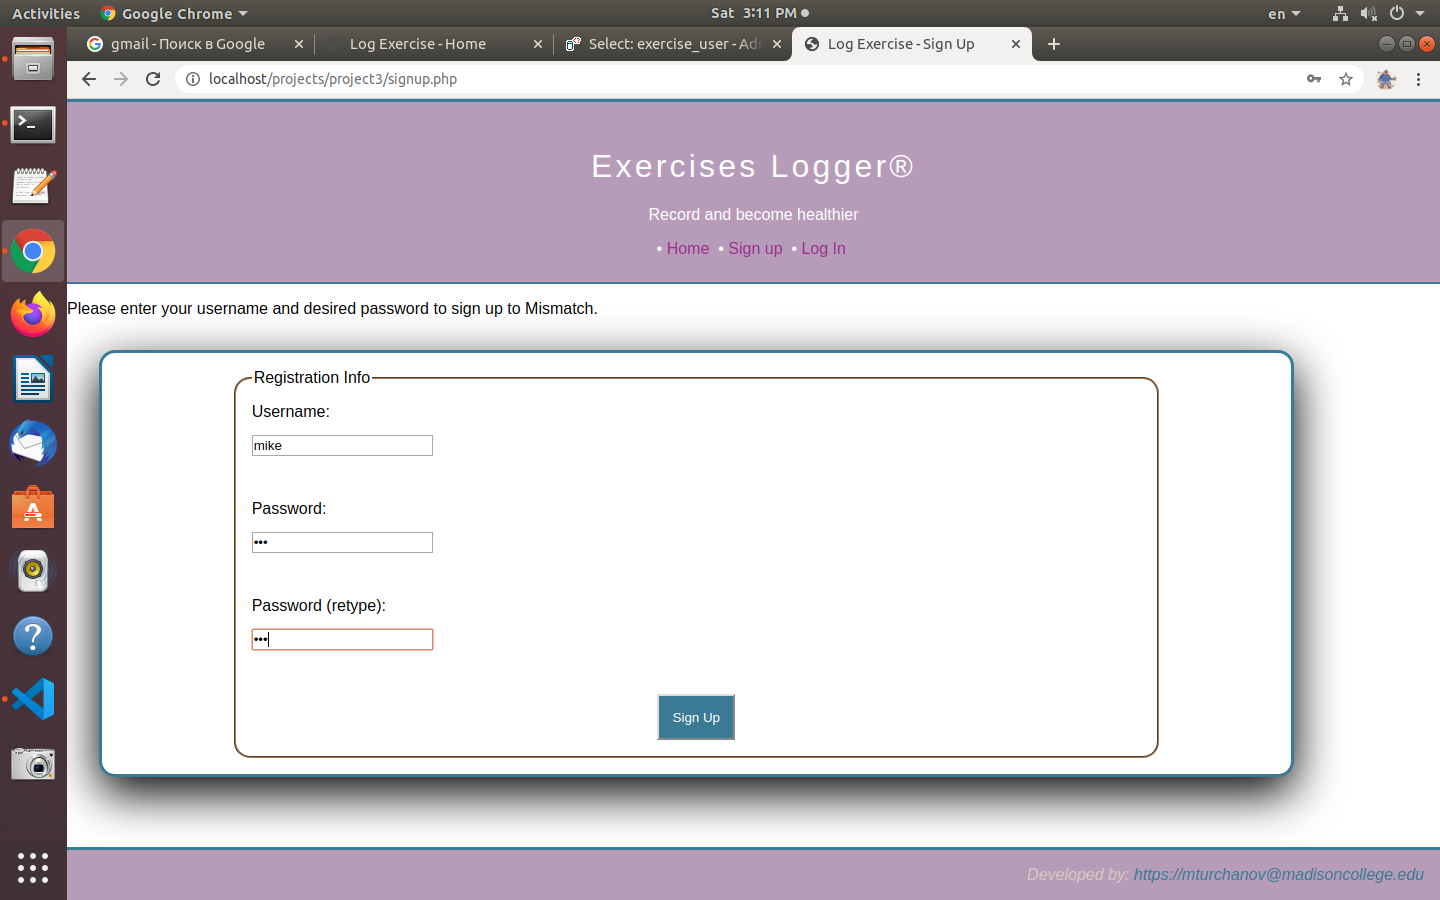 Activities Google Chrome Sat 3:11 PM en
gmail - Поиск в Google Log Exercise - Home Select: exercise_user - Adm Log Exercise - Sign Up
localhost/projects/project3/signup.php
Exercises Logger®
Record and become healthier
• Home • Sign up • Log In
Please enter your username and desired password to sign up to Mismatch.
Registration Info
Username:
mike
Password:
•••
Password (retype):
•••
Sign Up
Developed by: https://mturchanov@madisoncollege.edu